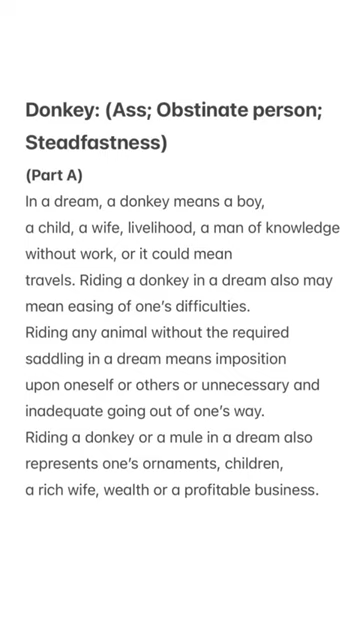 Donkey: (Ass; Obstinate person;
Steadfastness)
(Part A)
In a dream, a donkey means a boy,
a child, a wife, livelihood, a man of knowledge
without work, or it could mean
travels. Riding a donkey in a dream also may
mean easing of one's difficulties.
Riding any animal without the required
saddling in a dream means imposition
upon oneself or others or unnecessary and
inadequate going out of one's way.
Riding a donkey or a mule in a dream also
represents one's ornaments, children,
a rich wife, wealth or a profitable business.